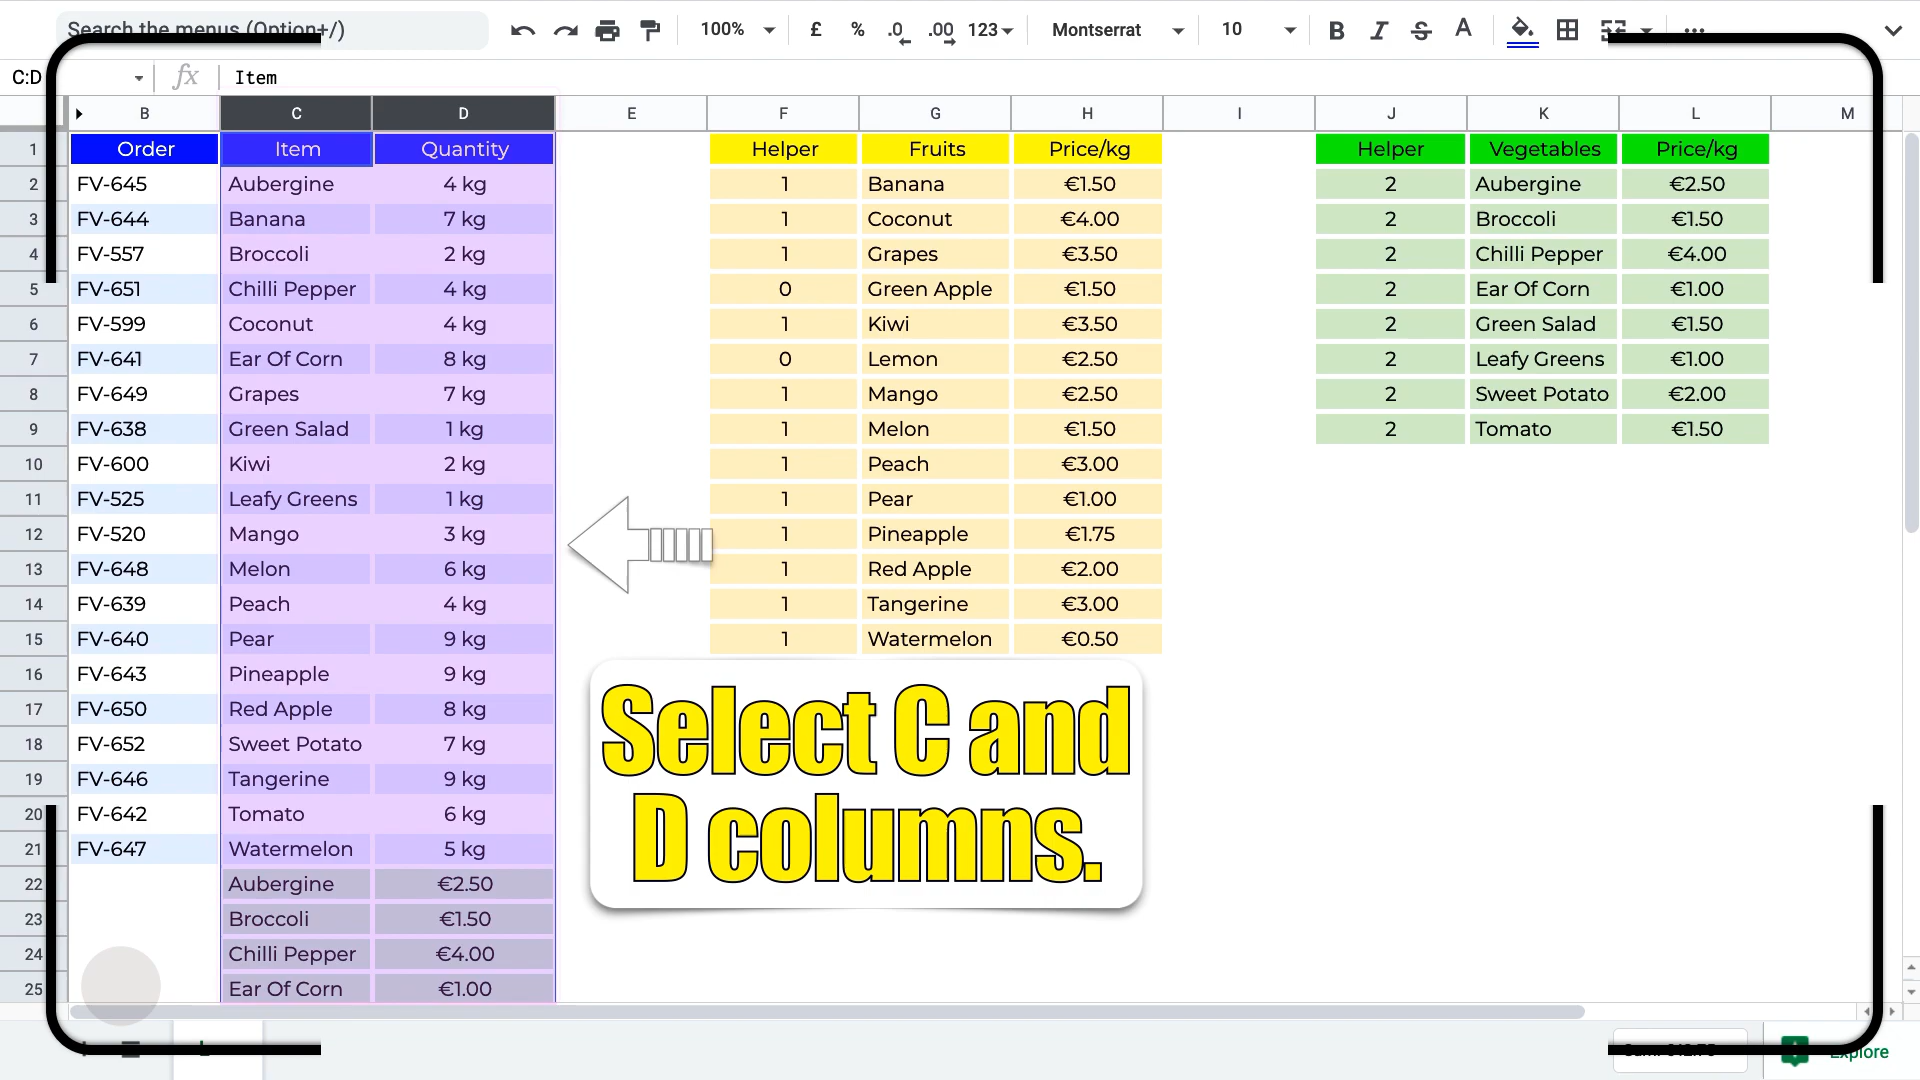 Search the menus (Option+/)
100% £ % .0 .00 123 Montserrat 10 B I S A
C:D fx Item
B C D E F G H I J K L M
1 Order Item Quantity Helper Fruits Price/kg Helper Vegetables Price/kg
2 FV-645 Aubergine 4 kg 1 Banana €1.50 2 Aubergine €2.50
3 FV-644 Banana 7 kg 1 Coconut €4.00 2 Broccoli €1.50
4 FV-557 Broccoli 2 kg 1 Grapes €3.50 2 Chilli Pepper €4.00
5 FV-651 Chilli Pepper 4 kg 0 Green Apple €1.50 2 Ear Of Corn €1.00
6 FV-599 Coconut 4 kg 1 Kiwi €3.50 2 Green Salad €1.50
7 FV-641 Ear Of Corn 8 kg 0 Lemon €2.50 2 Leafy Greens €1.00
8 FV-649 Grapes 7 kg 1 Mango €2.50 2 Sweet Potato €2.00
9 FV-638 Green Salad 1 kg 1 Melon €1.50 2 Tomato €1.50
10 FV-600 Kiwi 2 kg 1 Peach €3.00
11 FV-525 Leafy Greens 1 kg 1 Pear €1.00
12 FV-520 Mango 3 kg 1 Pineapple €1.75
13 FV-648 Melon 6 kg 1 Red Apple €2.00
14 FV-639 Peach 4 kg 1 Tangerine €3.00
15 FV-640 Pear 9 kg 1 Watermelon €0.50
16 FV-643 Pineapple 9 kg
17 FV-650 Red Apple 8 kg
18 FV-652 Sweet Potato 7 kg
19 FV-646 Tangerine 9 kg
20 FV-642 Tomato 6 kg
21 FV-647 Watermelon 5 kg
22 Aubergine €2.50
23 Broccoli €1.50
24 Chilli Pepper €4.00
25 Ear Of Corn €1.00
Select C and
D columns.
Explore